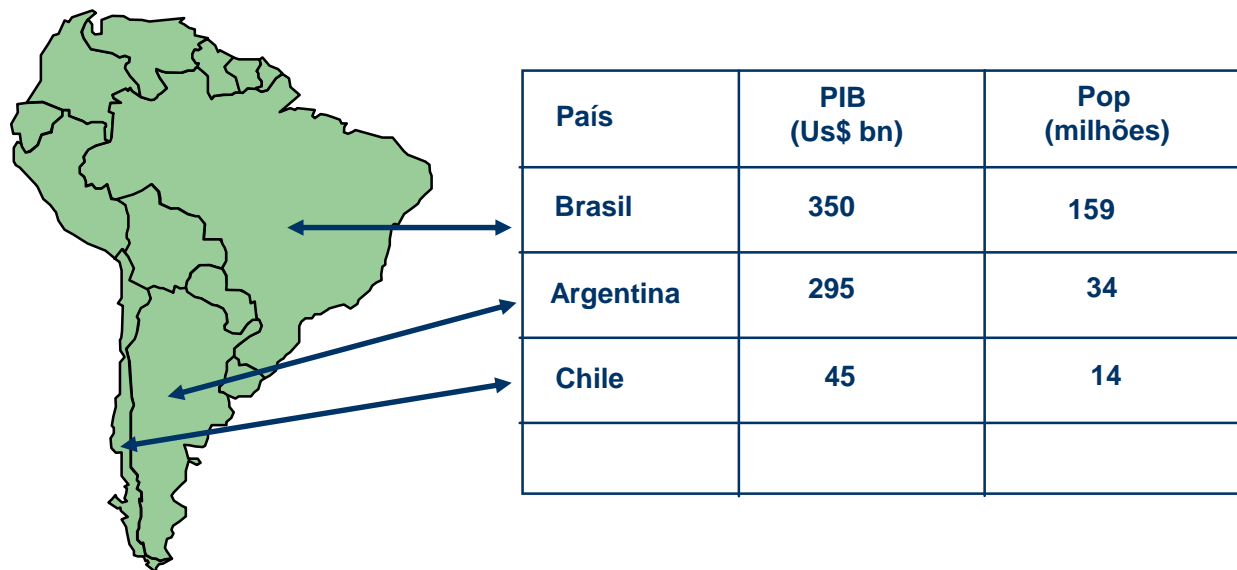 País
PIB
(Us$ bn)
Pop
(milhões)
Brasil
350
159
Argentina
295
34
Chile
45
14